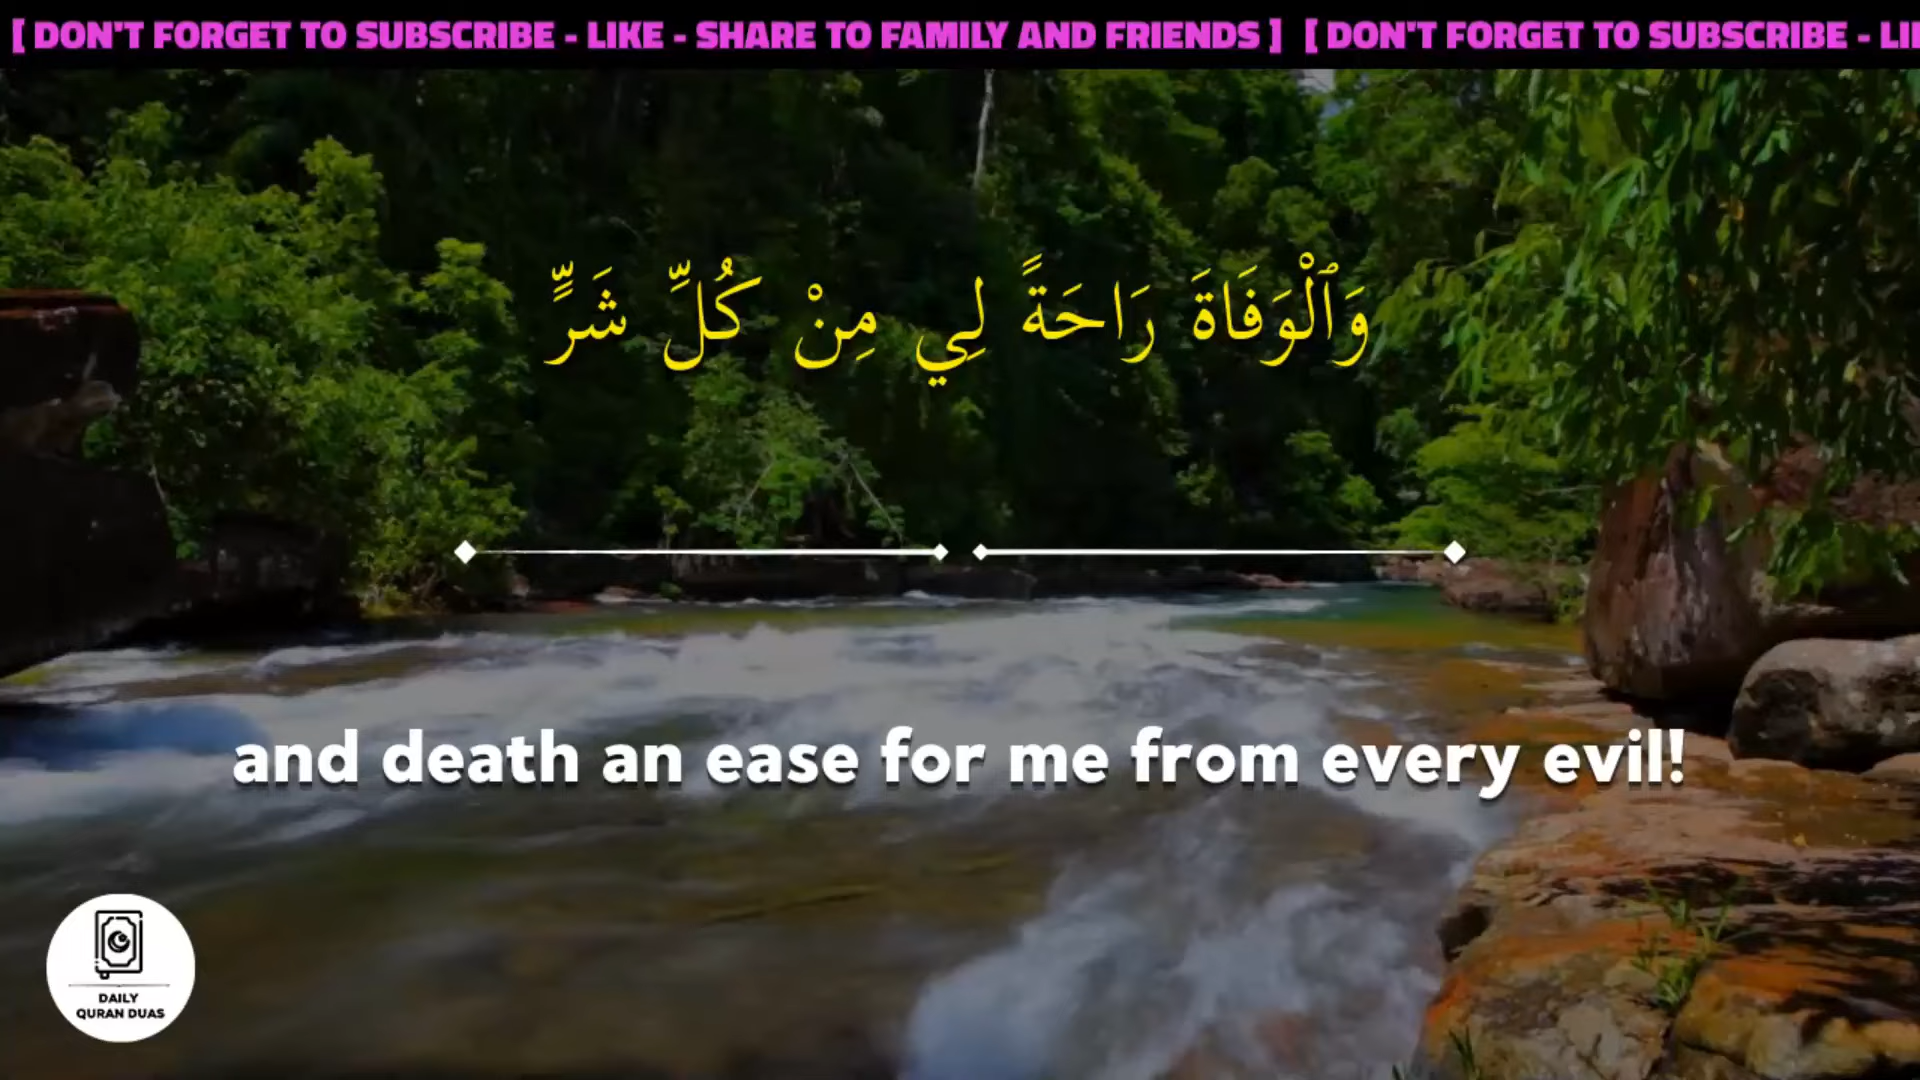 [ DON'T FORGET TO SUBSCRIBE - LIKE - SHARE TO FAMILY AND FRIENDS ] [ DON'T FORGET TO SUBSCRIBE - LI
وَٱلْوَفَاةَ رَاحَةً لِي مِنْ كُلِّ شَرٍّ
and death an ease for me from every evil!
DAILY
QURAN DUAS